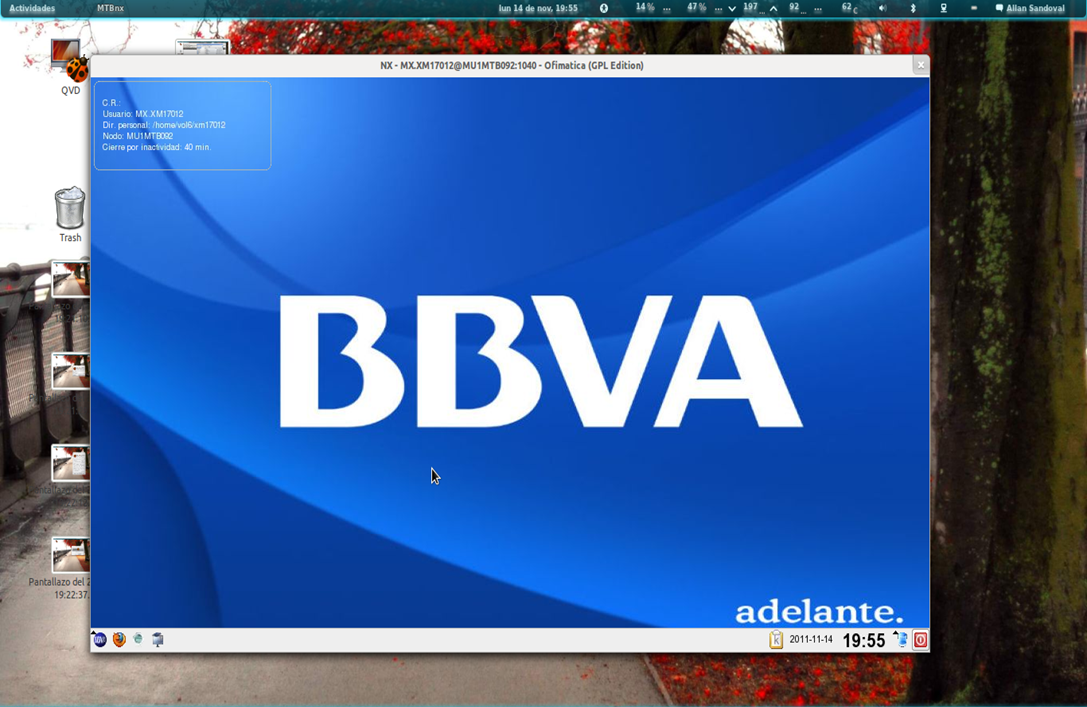 Actividades
MTBnx
lun 14 de nov, 19:55
14 % ...
47 % ...
197 ...
92 ...
62 C
Allan Sandoval
NX - MX.XM17012@MU1MTB092:1040 - Ofimatica (GPL Edition)
QVD
C.R.:
Usuario: MX.XM17012
Dir. personal: /home/vol6/xm17012
Nodo: MU1MTB092
Cierre por inactividad: 40 min.
Trash
BBVA
Pantallazo del 2
19:22:37.
adelante.
BBVA
2011-11-14
19:55